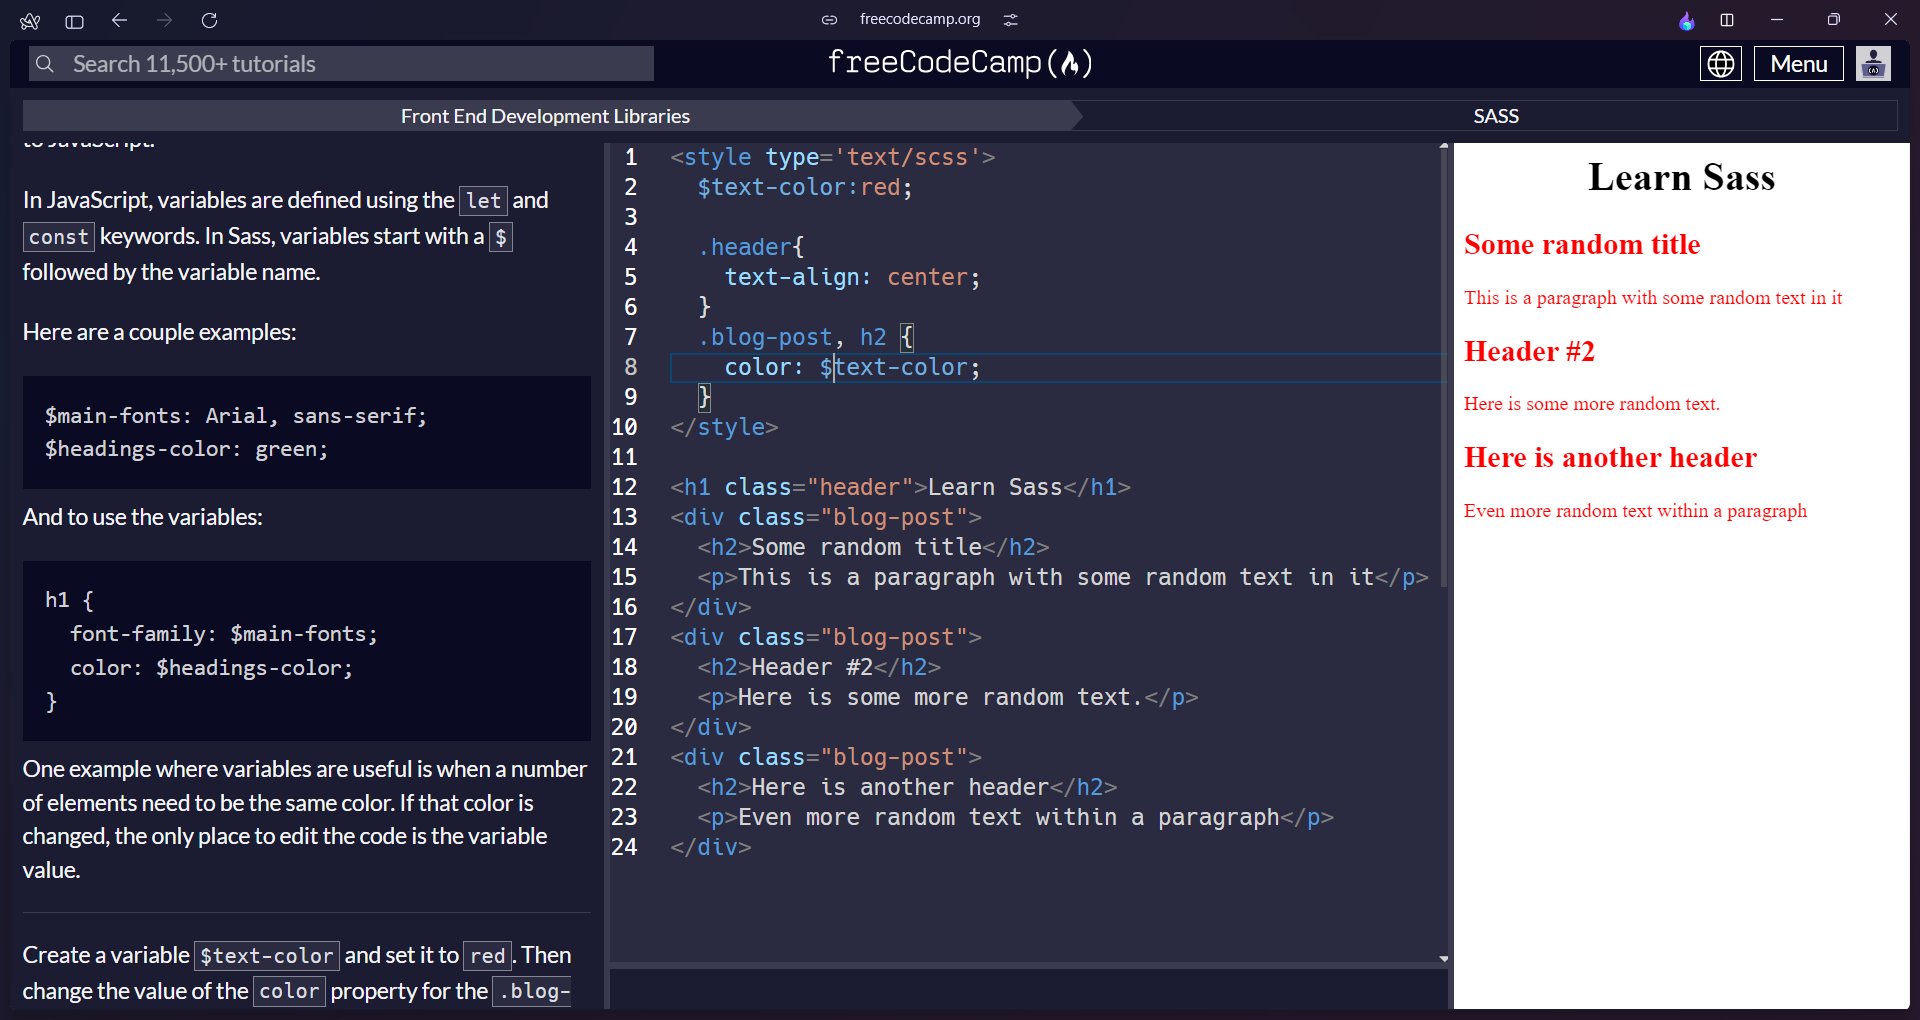 freecodecamp.org
Search 11,500+ tutorials
freeCodeCamp
Menu
Front End Development Libraries
SASS
to JavaScript.
In JavaScript, variables are defined using the let and
const keywords. In Sass, variables start with a $
followed by the variable name.
Here are a couple examples:
$main-fonts: Arial, sans-serif;
$headings-color: green;
And to use the variables:
h1 {
font-family: $main-fonts;
color: $headings-color;
}
One example where variables are useful is when a number
of elements need to be the same color. If that color is
changed, the only place to edit the code is the variable
value.
Create a variable $text-color and set it to red. Then
change the value of the color property for the .blog-
1 <style type='text/scss'>
2 $text-color:red;
3
4 .header{
5 text-align: center;
6 }
7 .blog-post, h2 {
8 color: $text-color;
9 }
10 </style>
11
12 <h1 class="header">Learn Sass</h1>
13 <div class="blog-post">
14 <h2>Some random title</h2>
15 <p>This is a paragraph with some random text in it</p>
16 </div>
17 <div class="blog-post">
18 <h2>Header #2</h2>
19 <p>Here is some more random text.</p>
20 </div>
21 <div class="blog-post">
22 <h2>Here is another header</h2>
23 <p>Even more random text within a paragraph</p>
24 </div>
Learn Sass
Some random title
This is a paragraph with some random text in it
Header #2
Here is some more random text.
Here is another header
Even more random text within a paragraph